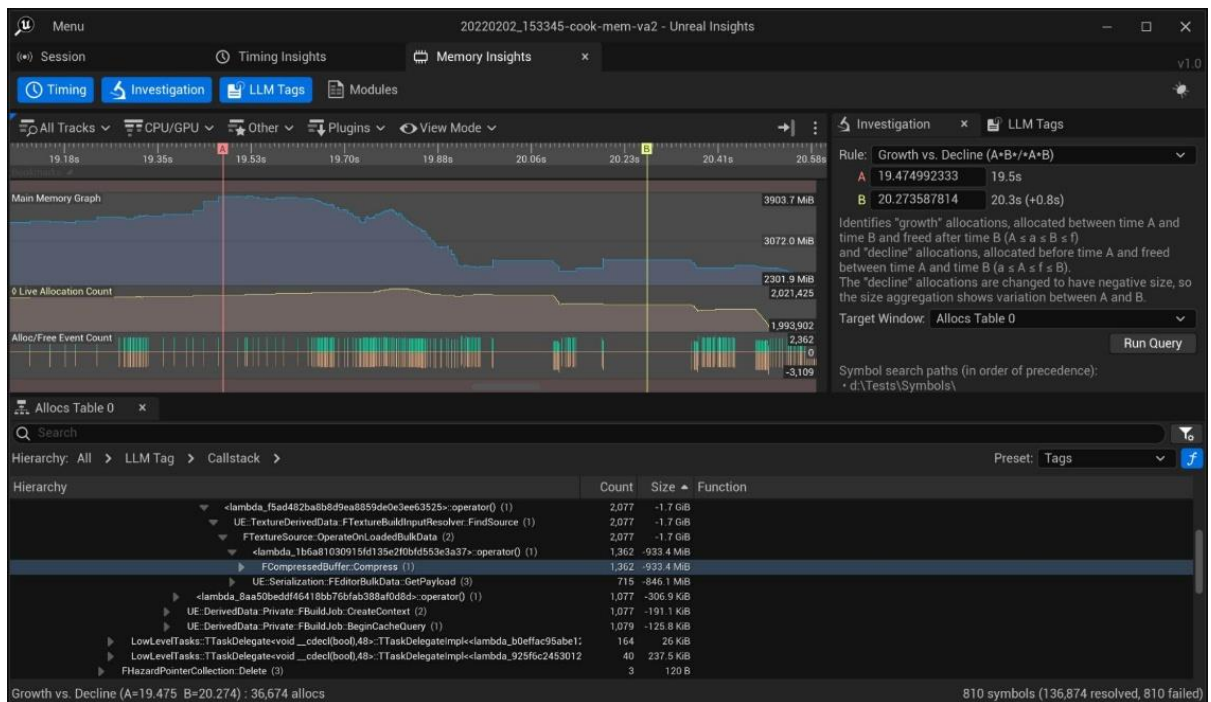 Menu 20220202_153345-cook-mem-va2 - Unreal Insights
Session Timing Insights Memory Insights ×
v1.0
Timing Investigation LLM Tags Modules
All Tracks CPU/GPU Other Plugins View Mode
A B
19.18s 19.35s 19.53s 19.70s 19.88s 20.06s 20.23s 20.41s 20.58s
Bookmarks
Main Memory Graph 3903.7 MiB
3072.0 MiB
2301.9 MiB
Live Allocation Count 2,021,425
1,993,902
Alloc/Free Event Count 2,362
0
-3,109
Investigation × LLM Tags
Rule: Growth vs. Decline (A•B•/•A•B)
A 19.474992333 19.5s
B 20.273587814 20.3s (+0.8s)
Identifies "growth" allocations, allocated between time A and
time B and freed after time B (A ≤ a ≤ B ≤ f)
and "decline" allocations, allocated before time A and freed
between time A and time B (a ≤ A ≤ f ≤ B).
The "decline" allocations are changed to have negative size, so
the size aggregation shows variation between A and B.
Target Window: Allocs Table 0
Run Query
Symbol search paths (in order of precedence):
• d:\Tests\Symbols\
Allocs Table 0 ×
Search
Hierarchy: All > LLM Tag > Callstack > Preset: Tags
Hierarchy Count Size Function
<lambda_f5ad482ba8b8d9ea8859de0e3ee63525>::operator() (1) 2,077 -1.7 GiB
UE::TextureDerivedData::FTextureBuildInputResolver::FindSource (1) 2,077 -1.7 GiB
FTextureSource::OperateOnLoadedBulkData (2) 2,077 -1.7 GiB
<lambda_1b6a81030915fd135e2f0bfd553e3a37>::operator() (1) 1,362 -933.4 MiB
FCompressedBuffer::Compress (1) 1,362 -933.4 MiB
UE::Serialization::FEditorBulkData::GetPayload (3) 715 -846.1 MiB
<lambda_8aa50beddf46418bb76bfab388af0d8d>::operator() (1) 1,077 -306.9 KiB
UE::DerivedData::Private::FBuildJob::CreateContext (2) 1,077 -191.1 KiB
UE::DerivedData::Private::FBuildJob::BeginCacheQuery (1) 1,079 -125.8 KiB
LowLevelTasks::TTaskDelegate<void __cdecl(bool),48>::TTaskDelegateImpl<<lambda_b0effac95abe12 164 26 KiB
LowLevelTasks::TTaskDelegate<void __cdecl(bool),48>::TTaskDelegateImpl<<lambda_925f6c2453012 40 237.5 KiB
FHazardPointerCollection::Delete (3) 3 120 B
Growth vs. Decline (A=19.475 B=20.274) : 36,674 allocs 810 symbols (136,874 resolved, 810 failed)